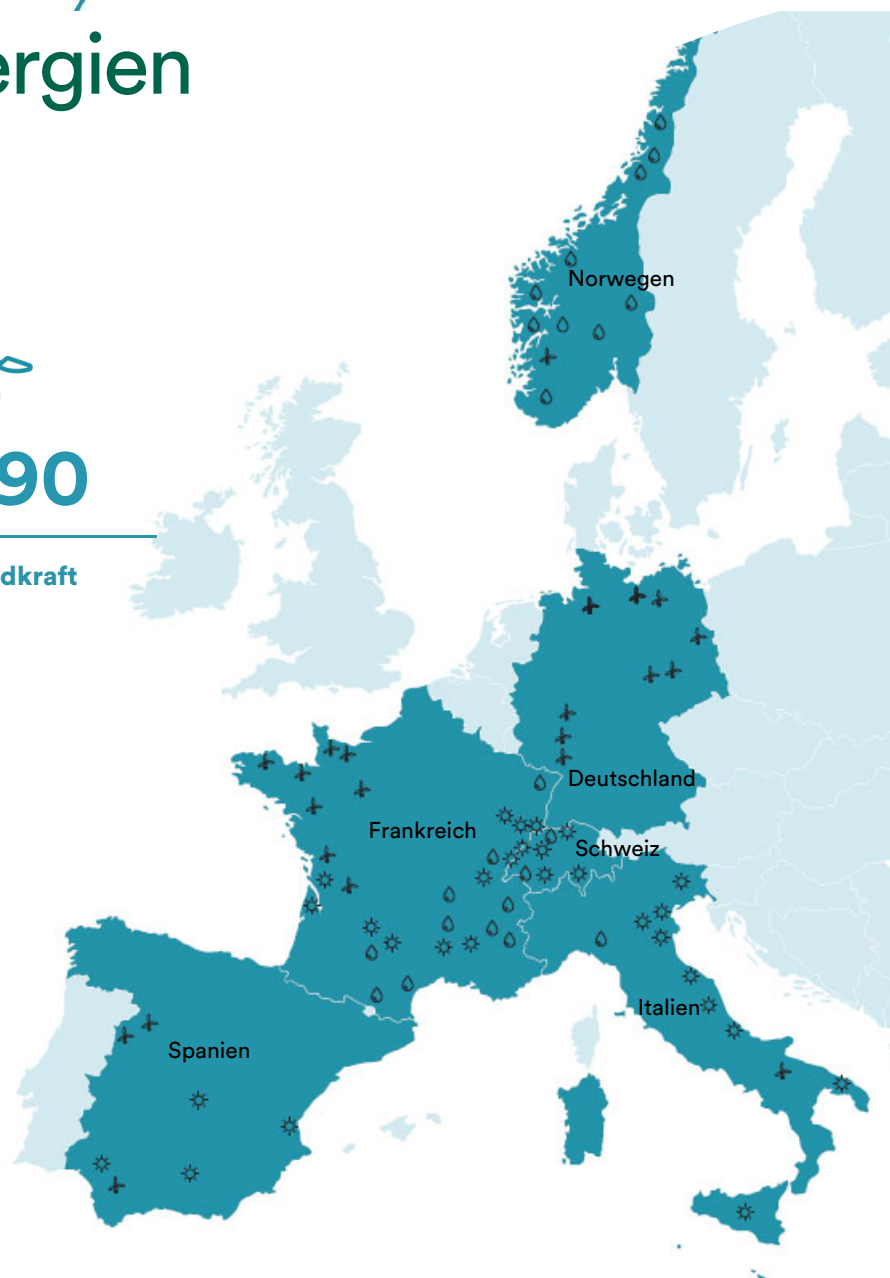 ergien
90
dkraft
Norwegen
Deutschland
Frankreich
Schweiz
Italien
Spanien